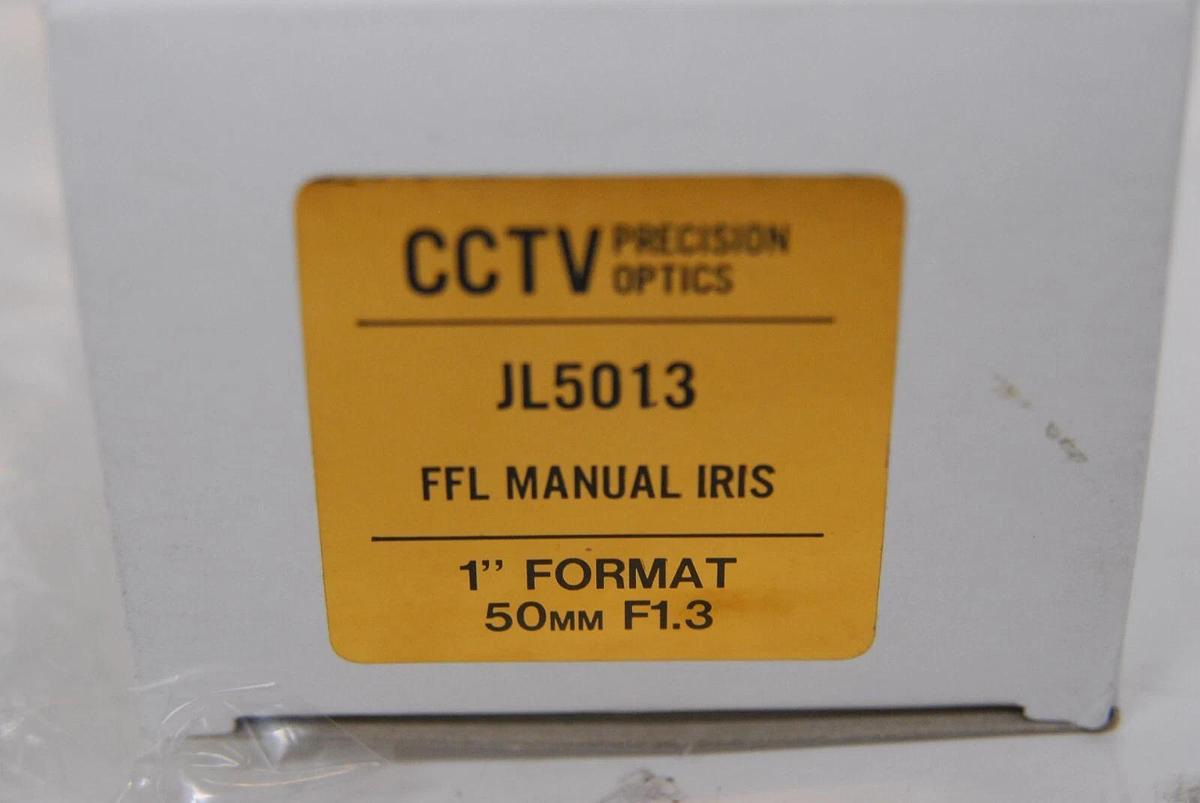 CCTV PRECISION
OPTICS
JL5013
FFL MANUAL IRIS
1” FORMAT
50MM F1.3